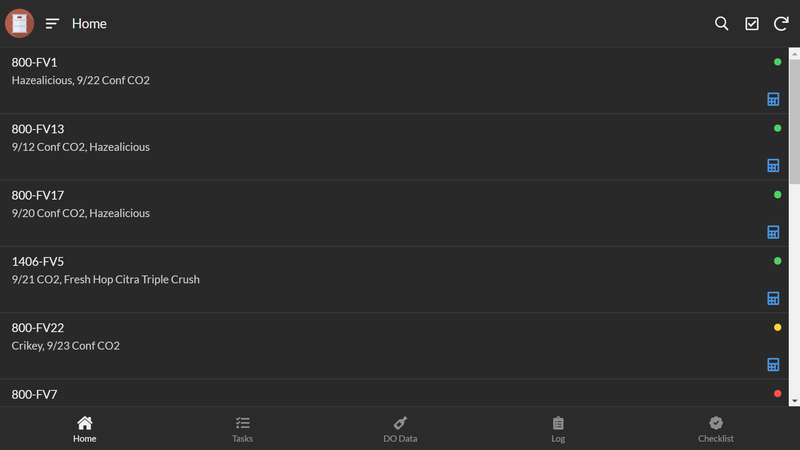 Home
800-FV1
Hazealicious, 9/22 Conf CO2
800-FV13
9/12 Conf CO2, Hazealicious
800-FV17
9/20 Conf CO2, Hazealicious
1406-FV5
9/21 CO2, Fresh Hop Citra Triple Crush
800-FV22
Crikey, 9/23 Conf CO2
800-FV7
Home Tasks DO Data Log Checklist